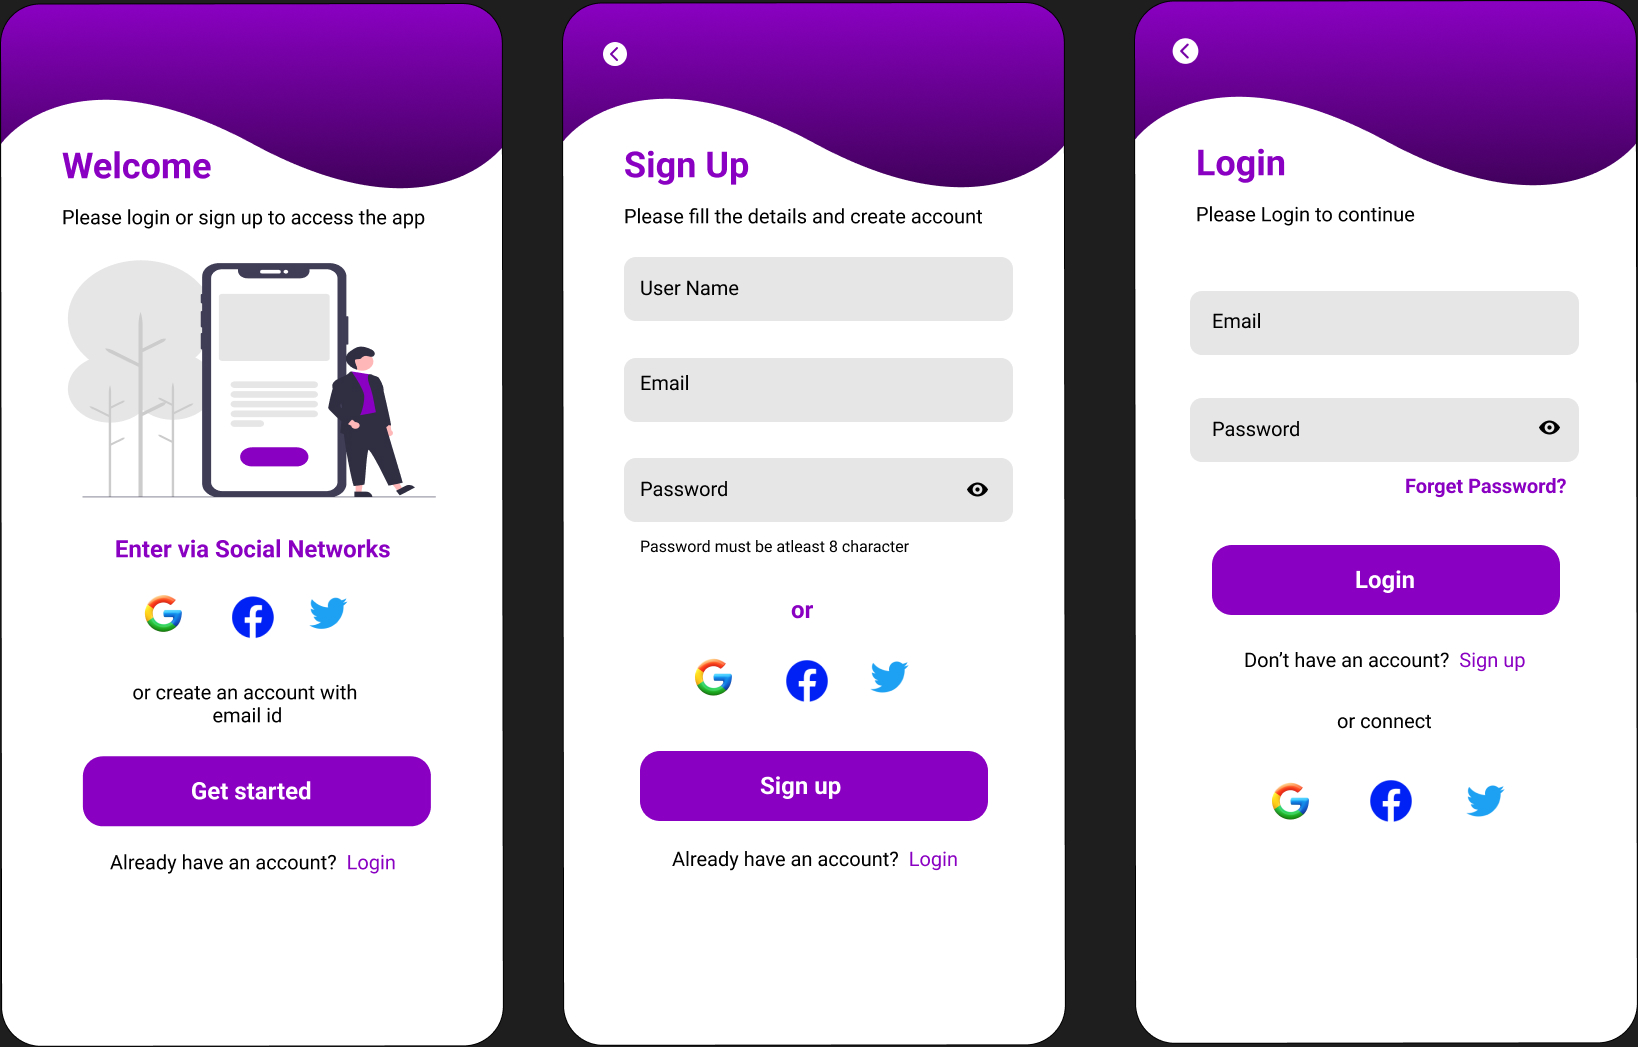 Welcome
Please login or sign up to access the app
Enter via Social Networks
or create an account with
email id
Get started
Already have an account? Login
Sign Up
Please fill the details and create account
User Name
Email
Password
Password must be atleast 8 character
or
Sign up
Already have an account? Login
Login
Please Login to continue
Email
Password
Forget Password?
Login
Don’t have an account? Sign up
or connect